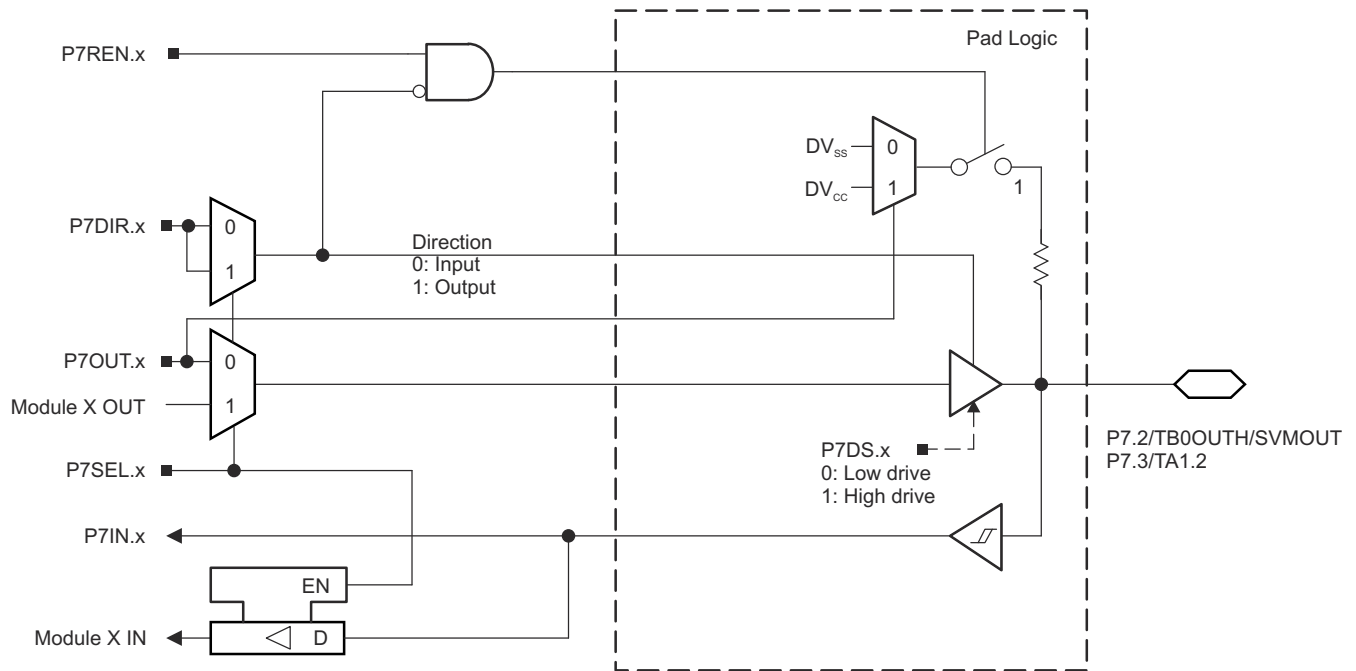 Pad Logic
P7REN.x
DVSS
0
DVCC
1
1
P7DIR.x
0
1
Direction
0: Input
1: Output
P7OUT.x
0
Module X OUT
1
P7DS.x
0: Low drive
1: High drive
P7.2/TB0OUTH/SVMOUT
P7.3/TA1.2
P7SEL.x
P7IN.x
EN
Module X IN
D